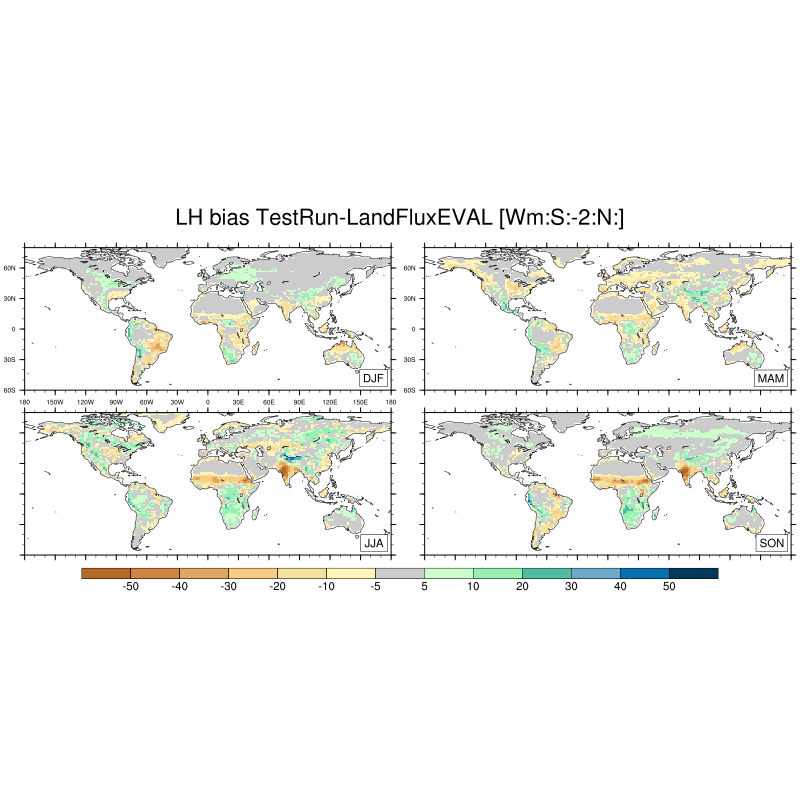 LH bias TestRun-LandFluxEVAL [Wm:S:-2:N:]
60N 60N
30N 30N
0 0
30S 30S
60S 60S
DJF MAM
180 150W 120W 90W 60W 30W 0 30E 60E 90E 120E 150E 180
JJA SON
-50 -40 -30 -20 -10 -5 5 10 20 30 40 50